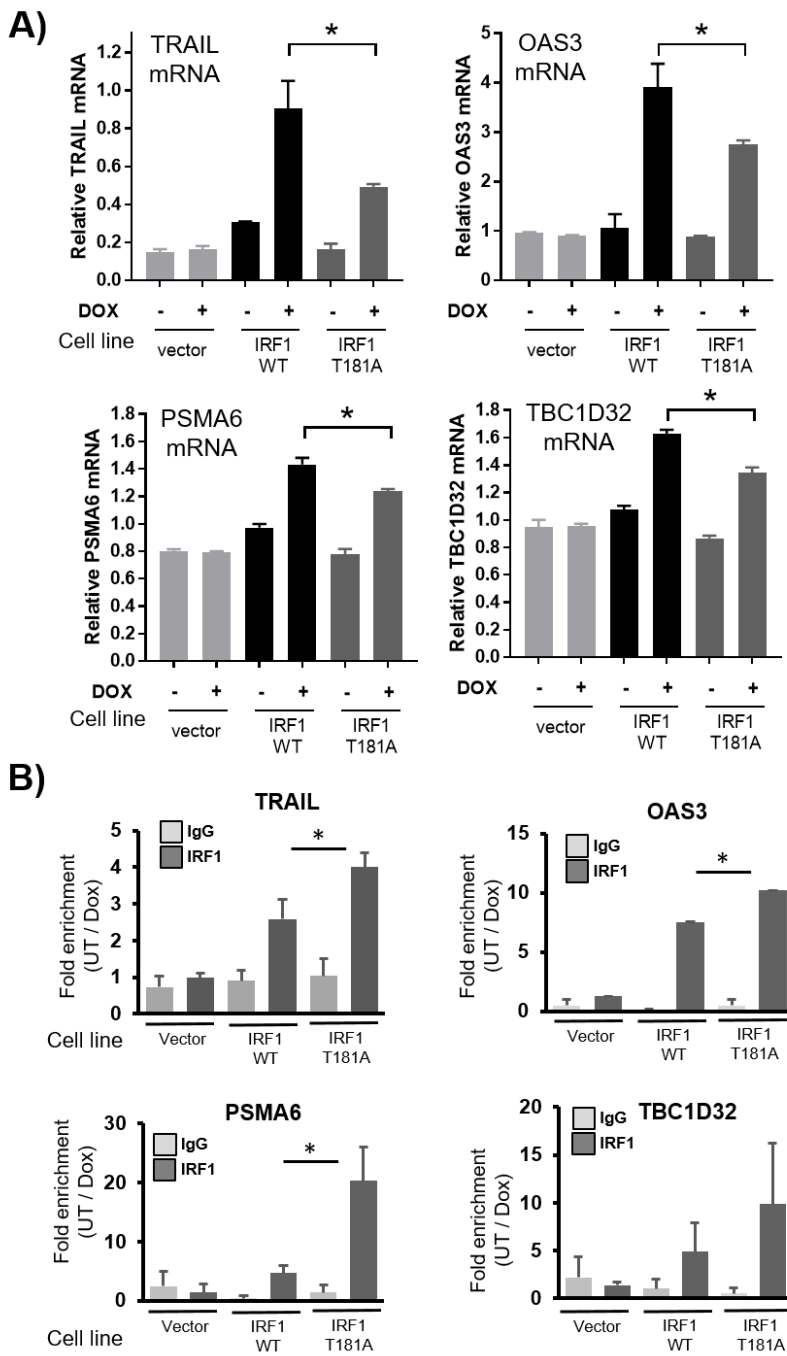 A)
TRAIL
mRNA
Relative TRAIL mRNA
1.2
1.0
0.8
0.6
0.4
0.2
0.0
*
DOX - + - + - +
Cell line
vector
IRF1
WT
IRF1
T181A
OAS3
mRNA
Relative OAS3 mRNA
5
4
3
2
1
0
*
DOX - + - + - +
vector
IRF1
WT
IRF1
T181A
PSMA6
mRNA
Relative PSMA6 mRNA
1.8
1.6
1.4
1.2
1.0
0.8
0.6
0.4
0.2
0.0
*
DOX - + - + - +
Cell line
vector
IRF1
WT
IRF1
T181A
TBC1D32
mRNA
Relative TBC1D32 mRNA
1.8
1.6
1.4
1.2
1.0
0.8
0.6
0.4
0.2
0.0
*
DOX - + - + - +
vector
IRF1
WT
IRF1
T181A
B)
TRAIL
IgG
IRF1
Fold enrichment
(UT / Dox)
5
4
3
2
1
0
*
Cell line
Vector
IRF1
WT
IRF1
T181A
OAS3
IgG
IRF1
Fold enrichment
(UT / Dox)
15
10
5
0
*
Vector
IRF1
WT
IRF1
T181A
PSMA6
IgG
IRF1
Fold enrichment
(UT / Dox)
30
20
10
0
*
Cell line
Vector
IRF1
WT
IRF1
T181A
TBC1D32
IgG
IRF1
Fold enrichment
(UT / Dox)
20
15
10
5
0
Vector
IRF1
WT
IRF1
T181A